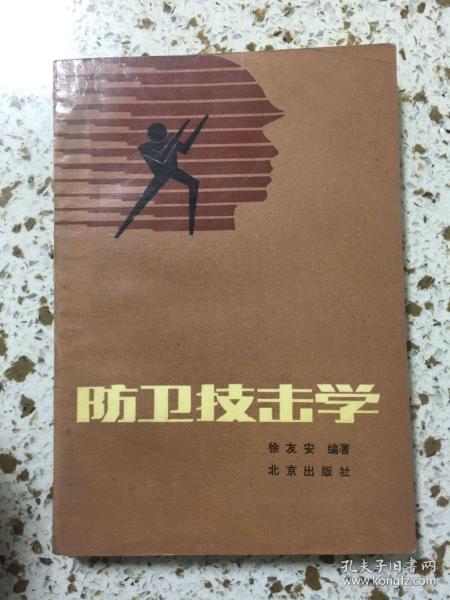 防卫技击学
徐友安 编著
北京出版社
孔夫子旧书网
www.kongfz.com